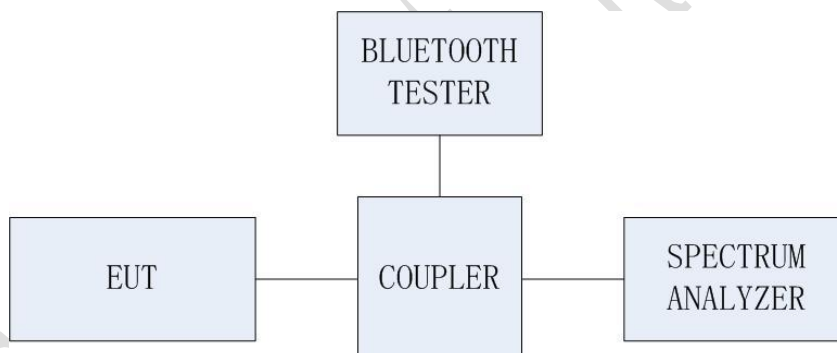 BLUETOOTH
TESTER
EUT
COUPLER
SPECTRUM
ANALYZER